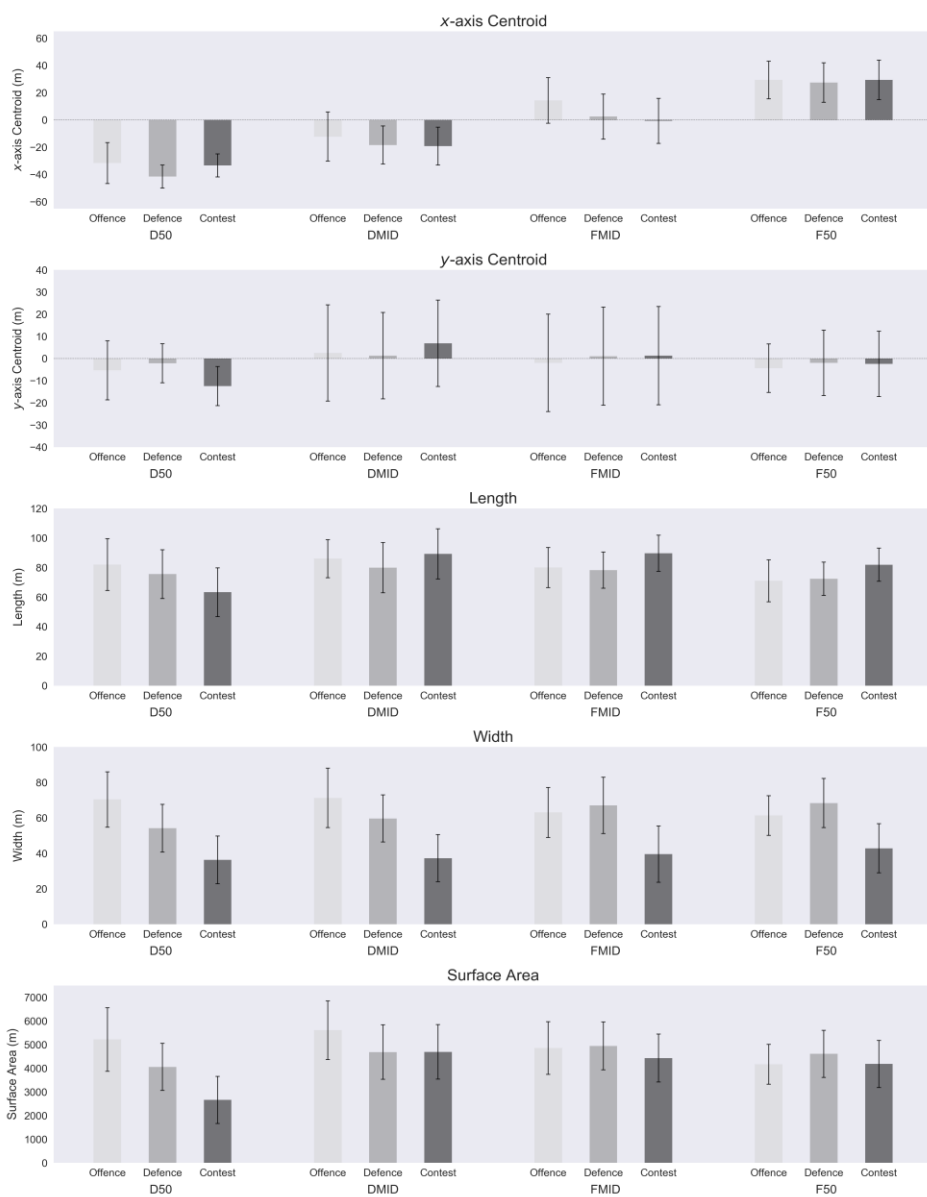 x-axis Centroid
60
40
20
0
−20
−40
−60
x-axis Centroid (m)
Offence Defence Contest Offence Defence Contest Offence Defence Contest Offence Defence Contest
D50 DMID FMID F50
y-axis Centroid
40
30
20
10
0
−10
−20
−30
−40
y-axis Centroid (m)
Offence Defence Contest Offence Defence Contest Offence Defence Contest Offence Defence Contest
D50 DMID FMID F50
Length
120
100
80
60
40
20
0
Length (m)
Offence Defence Contest Offence Defence Contest Offence Defence Contest Offence Defence Contest
D50 DMID FMID F50
Width
100
80
60
40
20
0
Width (m)
Offence Defence Contest Offence Defence Contest Offence Defence Contest Offence Defence Contest
D50 DMID FMID F50
Surface Area
7000
6000
5000
4000
3000
2000
1000
0
Surface Area (m)
Offence Defence Contest Offence Defence Contest Offence Defence Contest Offence Defence Contest
D50 DMID FMID F50